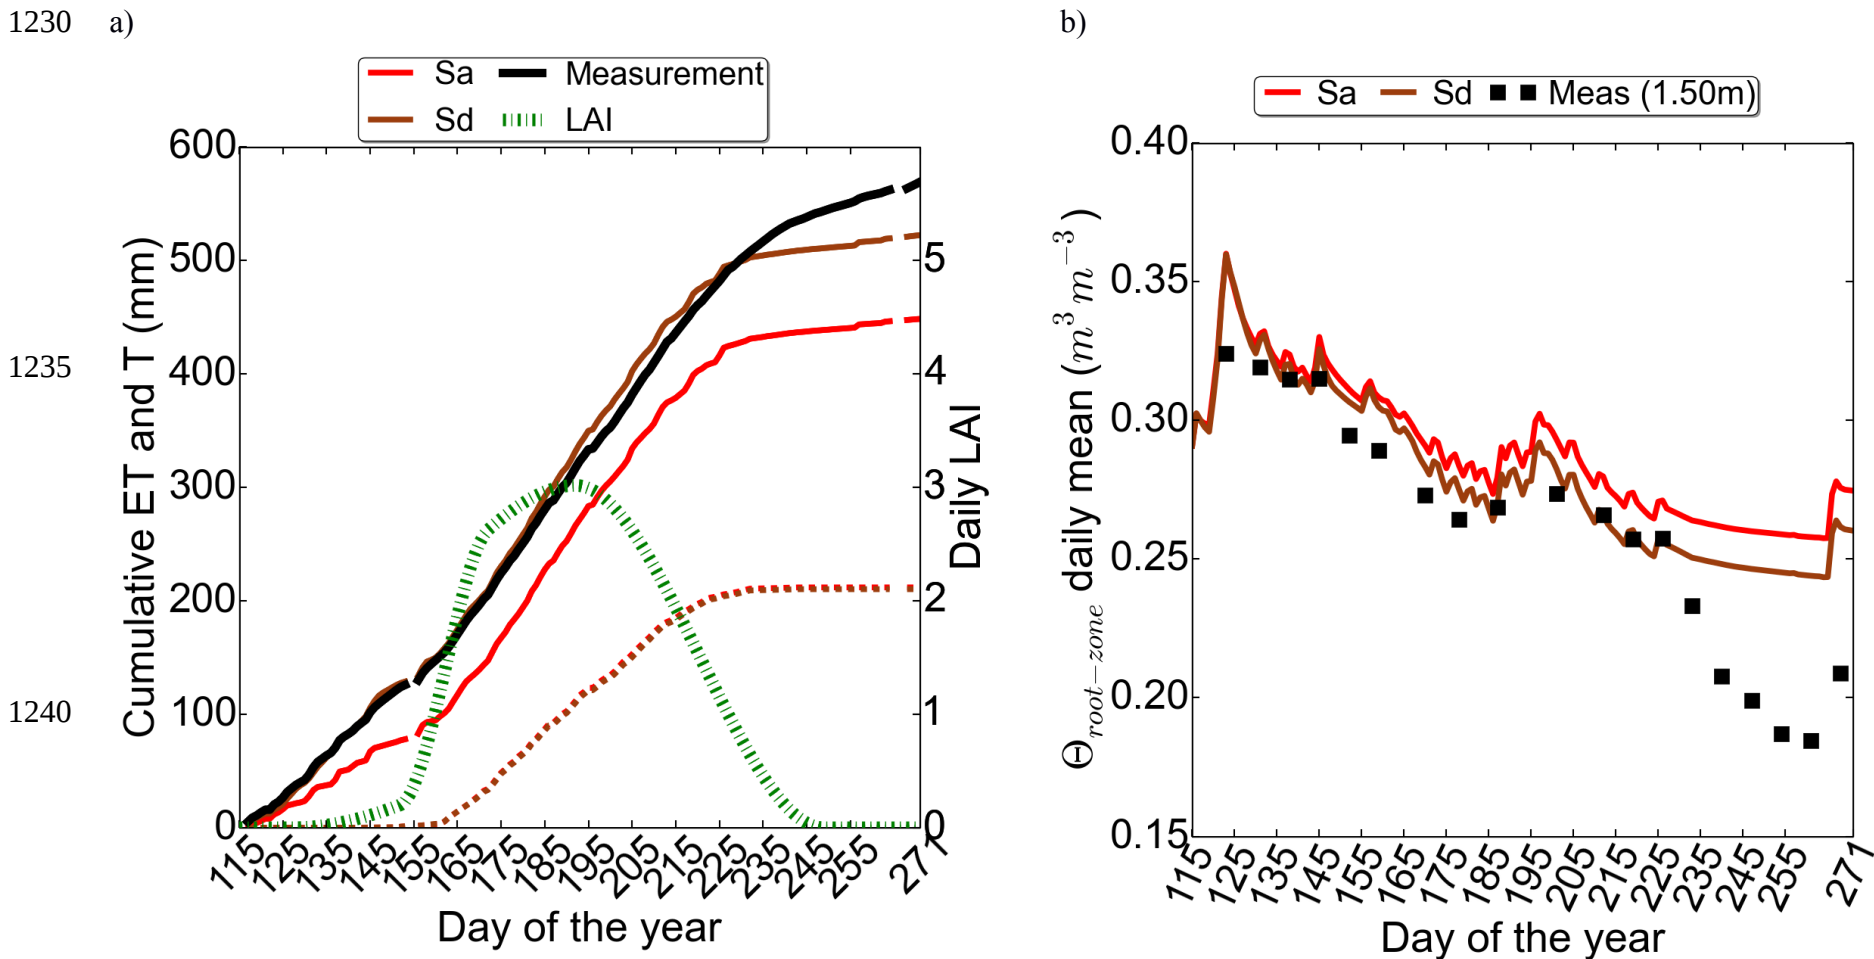 1230 a) b)
Sa Measurement
Sd LAI
Sa Sd Meas (1.50m)
600
500
400
300
200
100
0
Cumulative ET and T (mm)
5
4
3
2
1
0
Daily LAI
115 125 135 145 155 165 175 185 195 205 215 225 235 245 255 271
Day of the year
0.40
0.35
0.30
0.25
0.20
0.15
Θroot−zone daily mean (m³m⁻³)
115 125 135 145 155 165 175 185 195 205 215 225 235 245 255 271
Day of the year
1235
1240